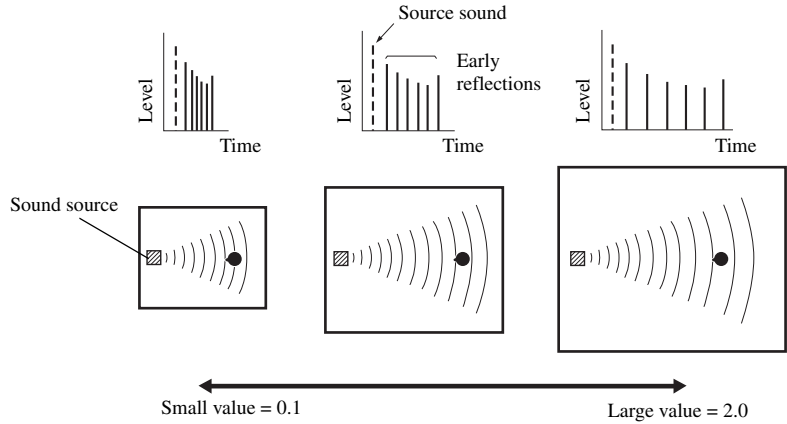 Source sound
Early
reflections
Level
Time
Level
Time
Level
Time
Sound source
Small value = 0.1
Large value = 2.0